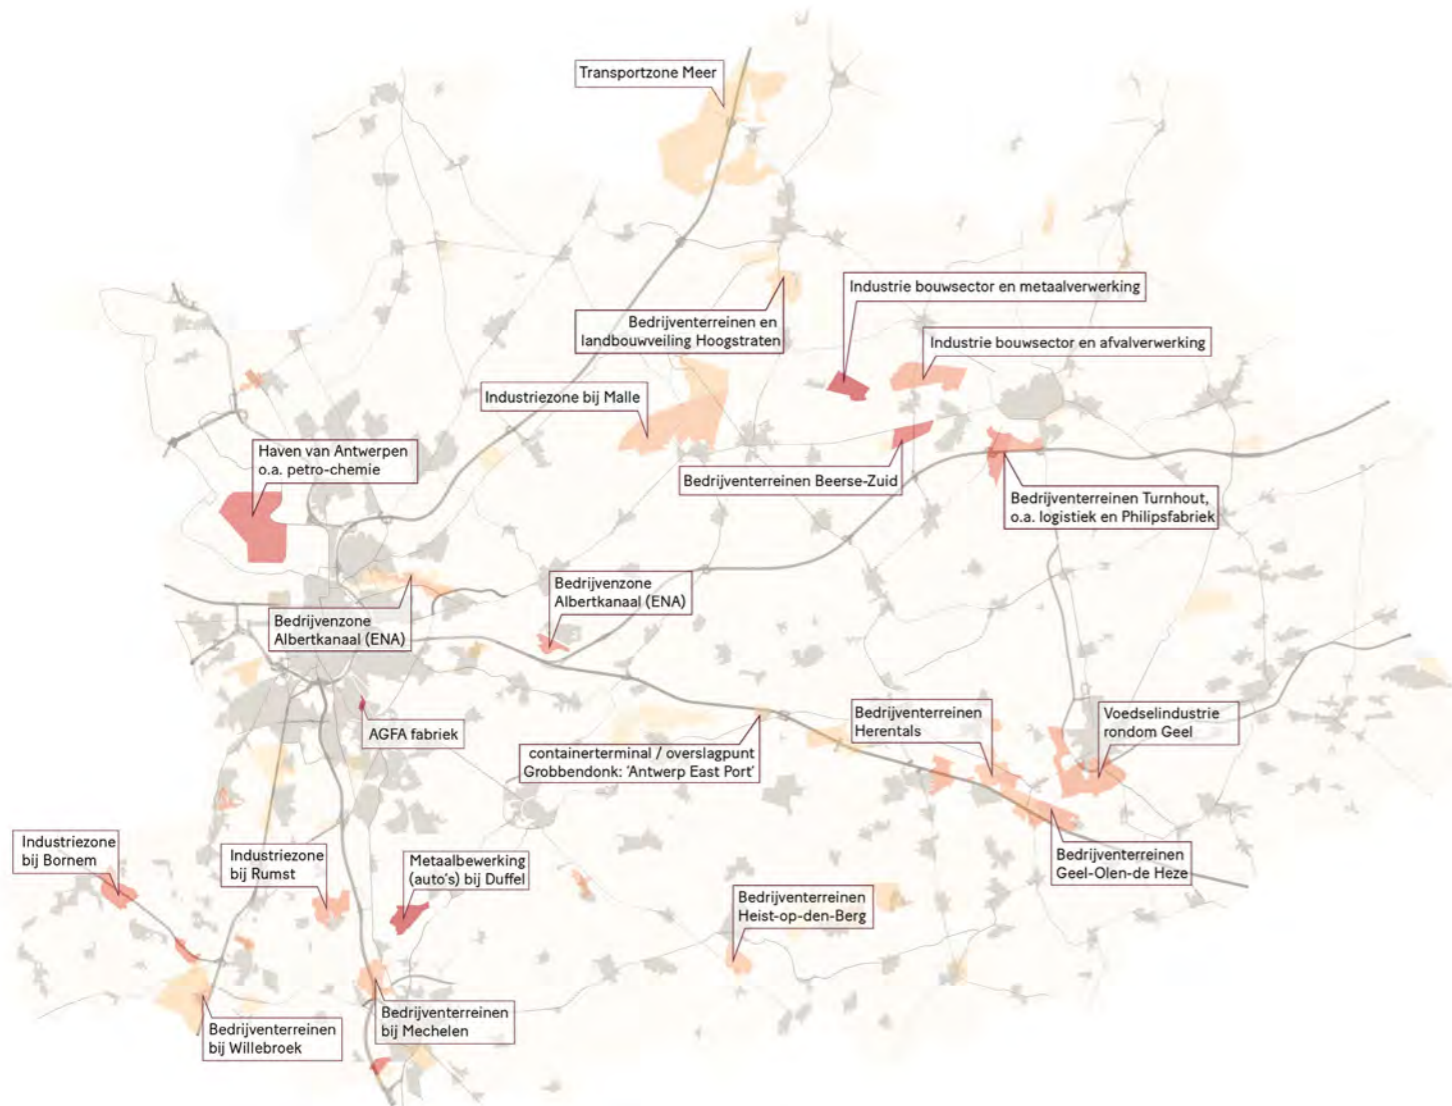 Transportzone Meer
Industrie bouwsector en metaalverwerking
Bedrijventerreinen en
landbouwveiling Hoogstraten
Industrie bouwsector en afvalverwerking
Industriezone bij Malle
Haven van Antwerpen
o.a. petro-chemie
Bedrijventerreinen Beerse-Zuid
Bedrijventerreinen Turnhout,
o.a. logistiek en Philipsfabriek
Bedrijvenzone
Albertkanaal (ENA)
Bedrijvenzone
Albertkanaal (ENA)
AGFA fabriek
containerterminal / overslagpunt
Grobbendonk: 'Antwerp East Port'
Bedrijventerreinen
Herentals
Voedselindustrie
rondom Geel
Industriezone
bij Bornem
Industriezone
bij Rumst
Metaalbewerking
(auto's) bij Duffel
Bedrijventerreinen
Geel-Olen-de Heze
Bedrijventerreinen
Heist-op-den-Berg
Bedrijventerreinen
bij Willebroek
Bedrijventerreinen
bij Mechelen